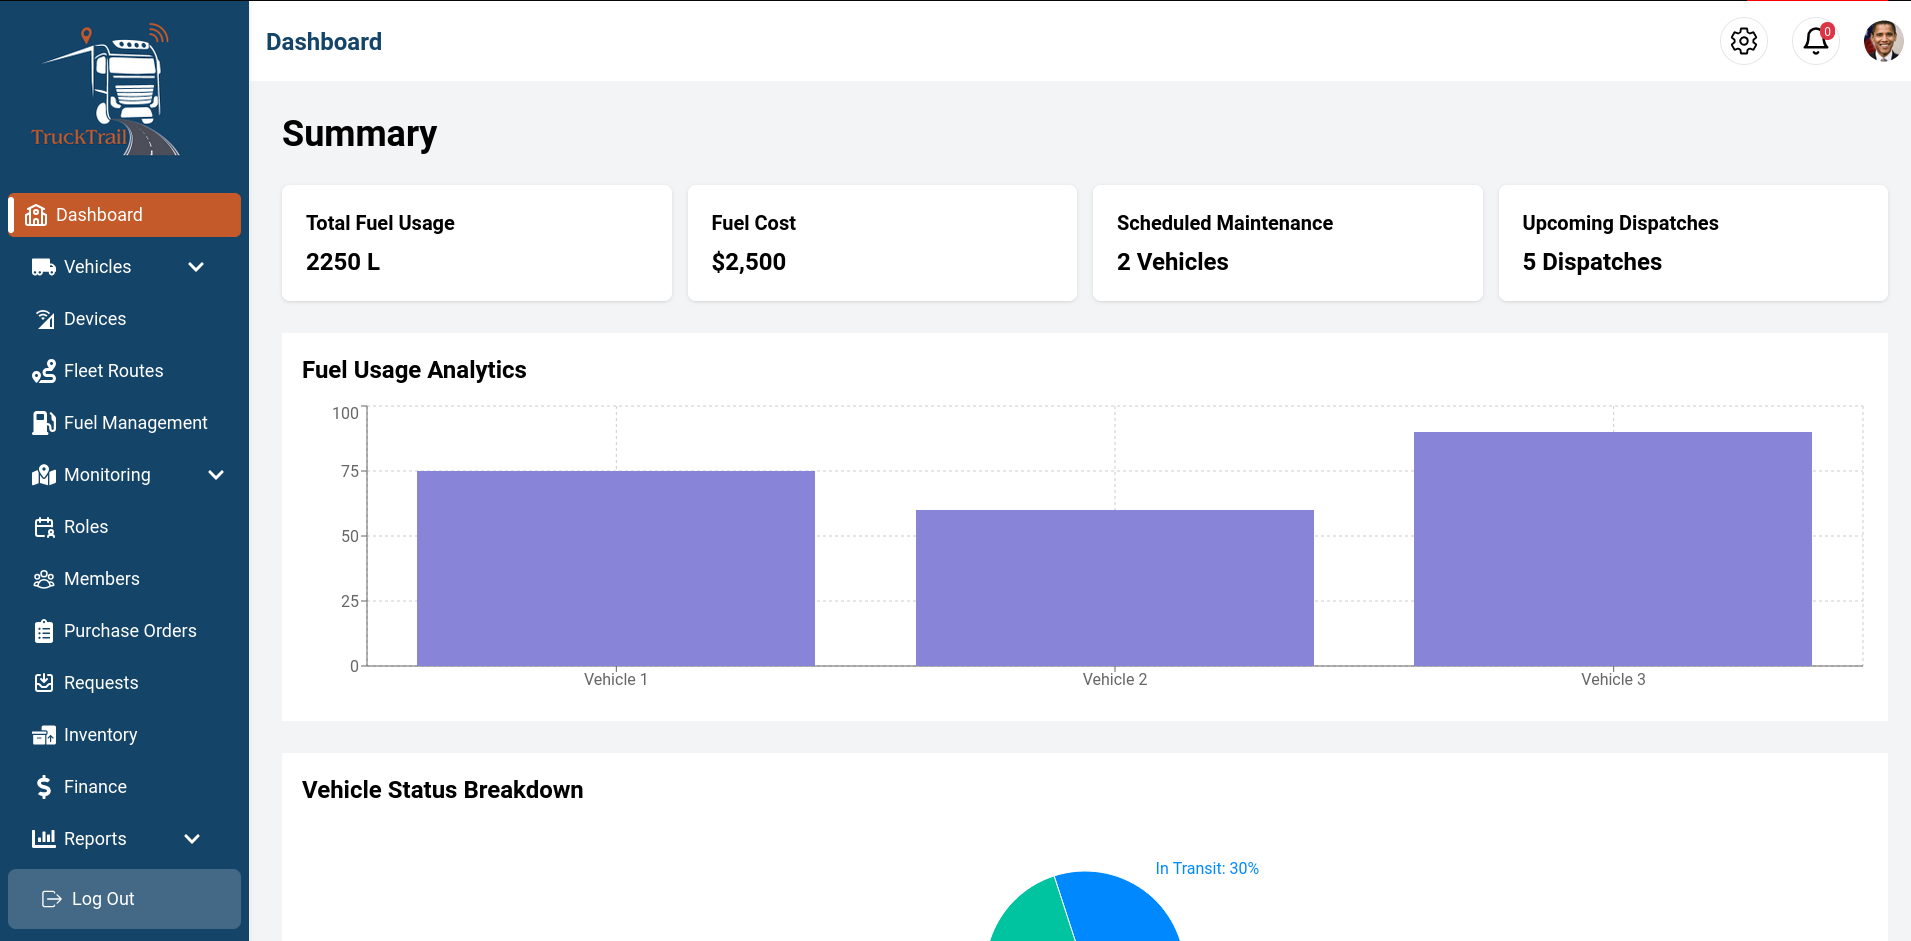 TruckTrail
Dashboard
Vehicles
Devices
Fleet Routes
Fuel Management
Monitoring
Roles
Members
Purchase Orders
Requests
Inventory
Finance
Reports
Log Out
Dashboard
0
Summary
Total Fuel Usage
2250 L
Fuel Cost
$2,500
Scheduled Maintenance
2 Vehicles
Upcoming Dispatches
5 Dispatches
Fuel Usage Analytics
100
75
50
25
0
Vehicle 1
Vehicle 2
Vehicle 3
Vehicle Status Breakdown
In Transit: 30%